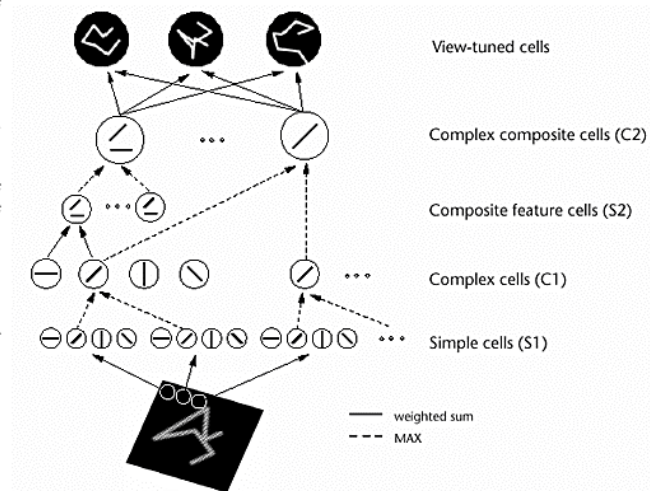 View-tuned cells
Complex composite cells (C2)
Composite feature cells (S2)
Complex cells (C1)
Simple cells (S1)
weighted sum
MAX